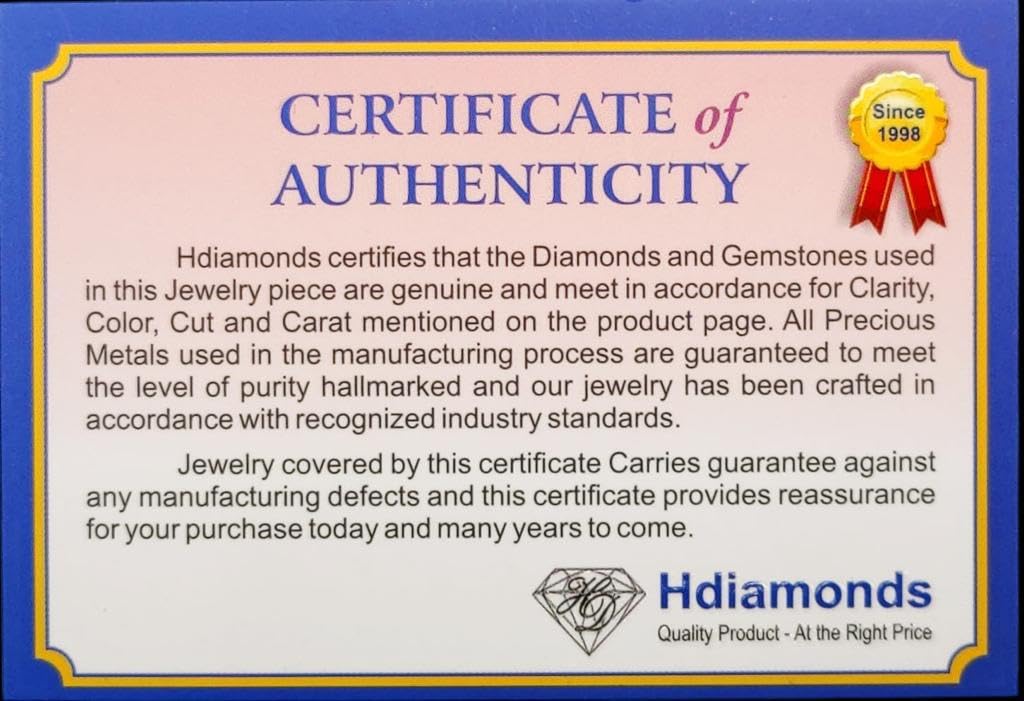 CERTIFICATE of
AUTHENTICITY
Since
1998
Hdiamonds certifies that the Diamonds and Gemstones used
in this Jewelry piece are genuine and meet in accordance for Clarity,
Color, Cut and Carat mentioned on the product page. All Precious
Metals used in the manufacturing process are guaranteed to meet
the level of purity hallmarked and our jewelry has been crafted in
accordance with recognized industry standards.
Jewelry covered by this certificate Carries guarantee against
any manufacturing defects and this certificate provides reassurance
for your purchase today and many years to come.
HD
Hdiamonds
Quality Product - At the Right Price